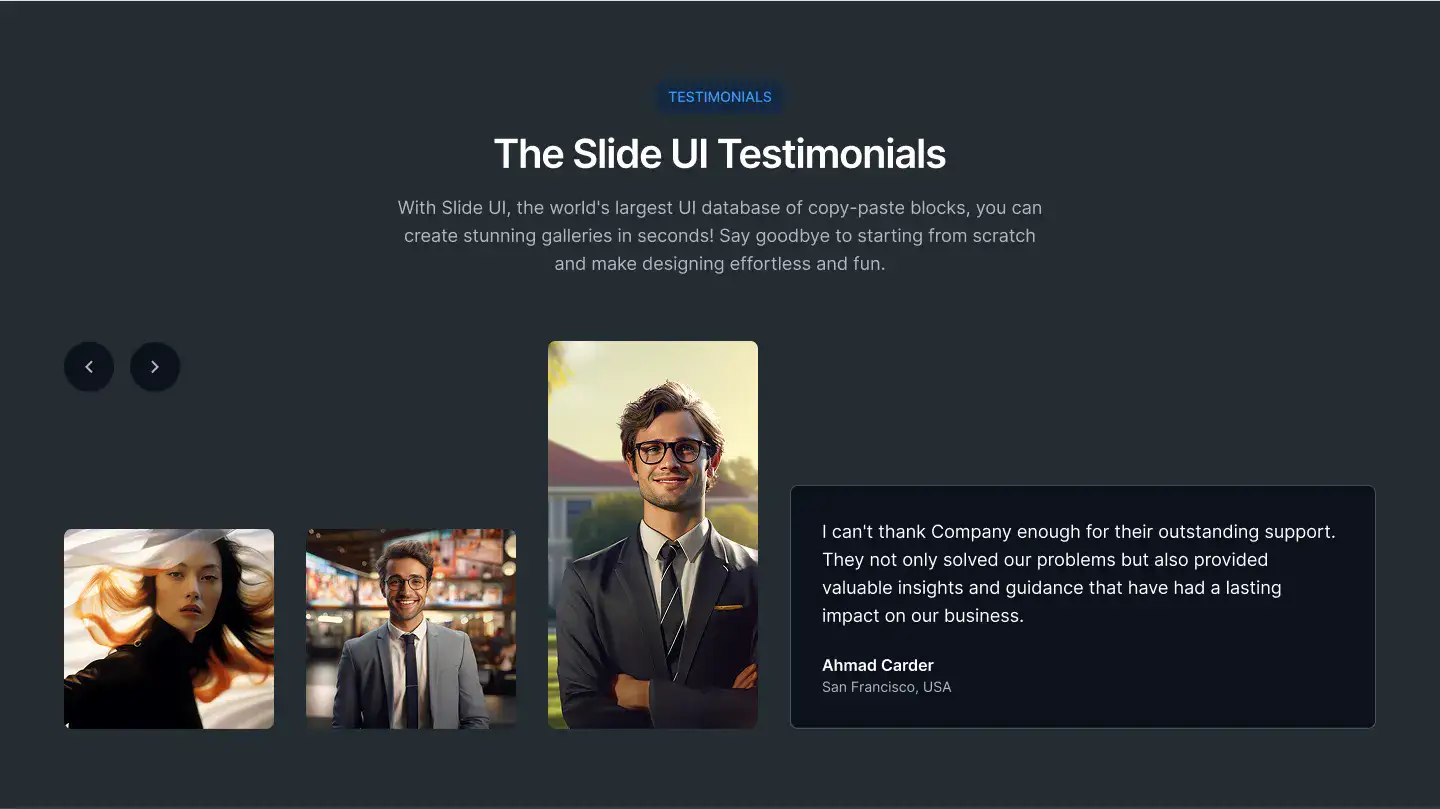 TESTIMONIALS
The Slide UI Testimonials
With Slide UI, the world's largest UI database of copy-paste blocks, you can
create stunning galleries in seconds! Say goodbye to starting from scratch
and make designing effortless and fun.
I can't thank Company enough for their outstanding support.
They not only solved our problems but also provided
valuable insights and guidance that have had a lasting
impact on our business.
Ahmad Carder
San Francisco, USA